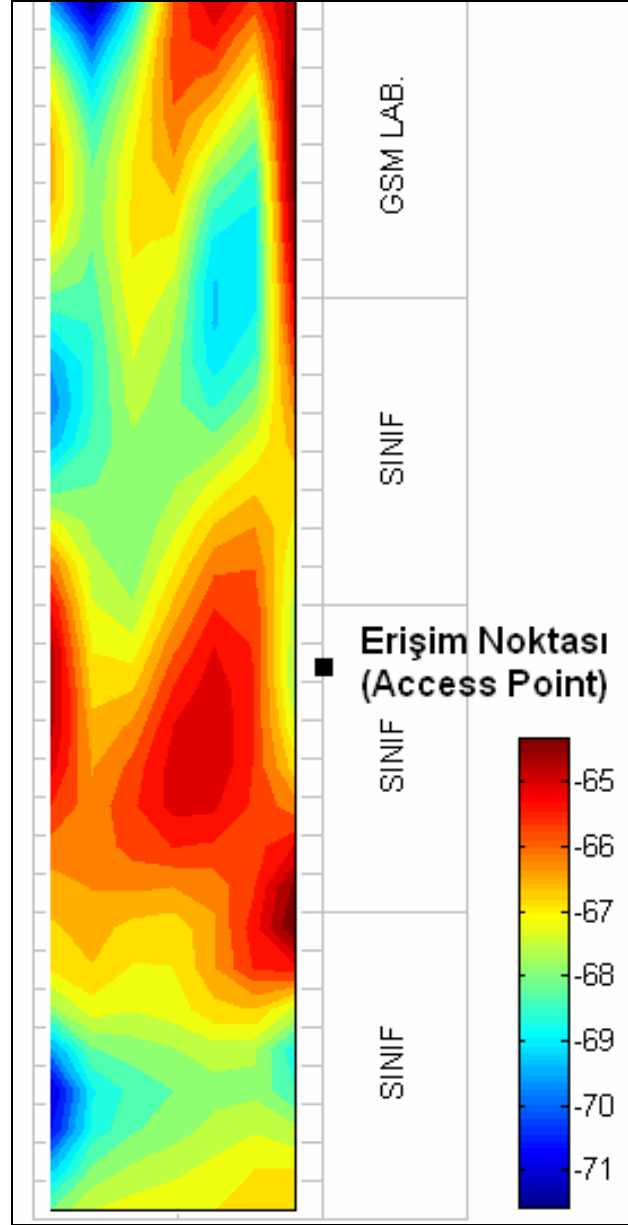 GSM LAB.
SINIF
Erişim Noktası
(Access Point)
SINIF
-65
-66
-67
-68
-69
-70
-71
SINIF